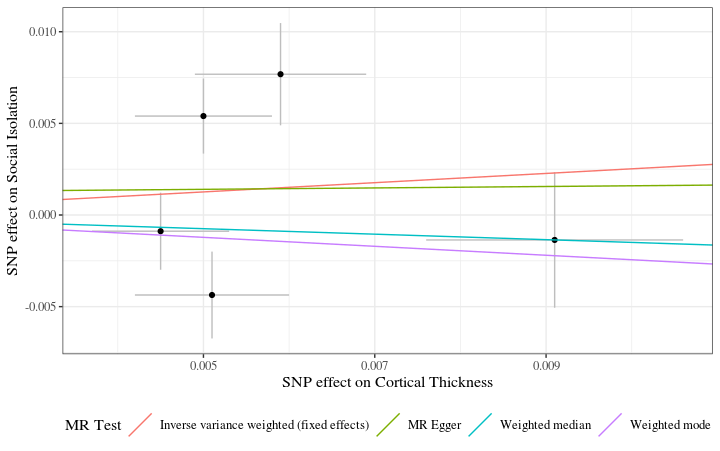 SNP effect on Social Isolation
0.010
0.005
0.000
-0.005
0.005
0.007
0.009
SNP effect on Cortical Thickness
MR Test
Inverse variance weighted (fixed effects)
MR Egger
Weighted median
Weighted mode